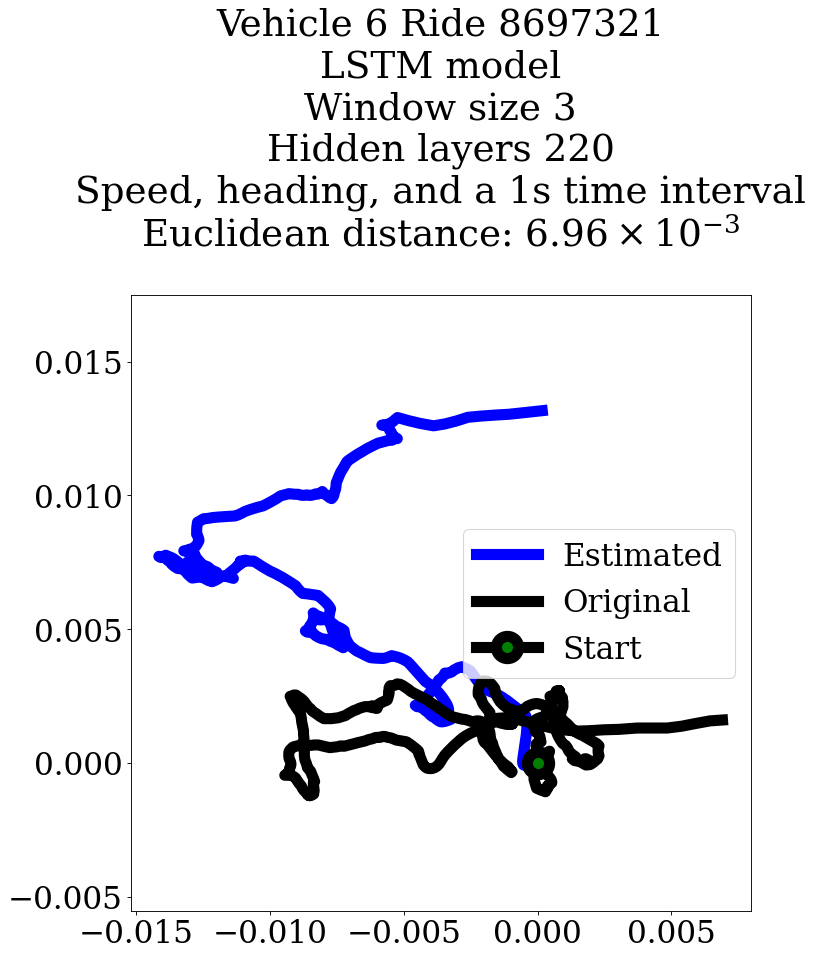 Vehicle 6 Ride 8697321
LSTM model
Window size 3
Hidden layers 220
Speed, heading, and a 1s time interval
Euclidean distance: 6.96 × 10⁻³
0.015
0.010
0.005
0.000
−0.005
Estimated
Original
Start
−0.015 −0.010 −0.005 0.000 0.005